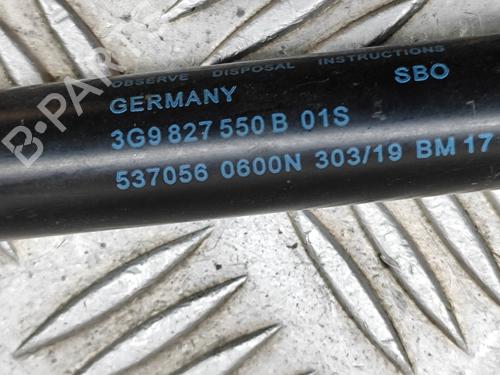 OBSERVE DISPOSAL INSTRUCTIONS
GERMANY SBO
3G9 827 550 B 01S
537056 0600N 303/19 BM 17
B-PARTS